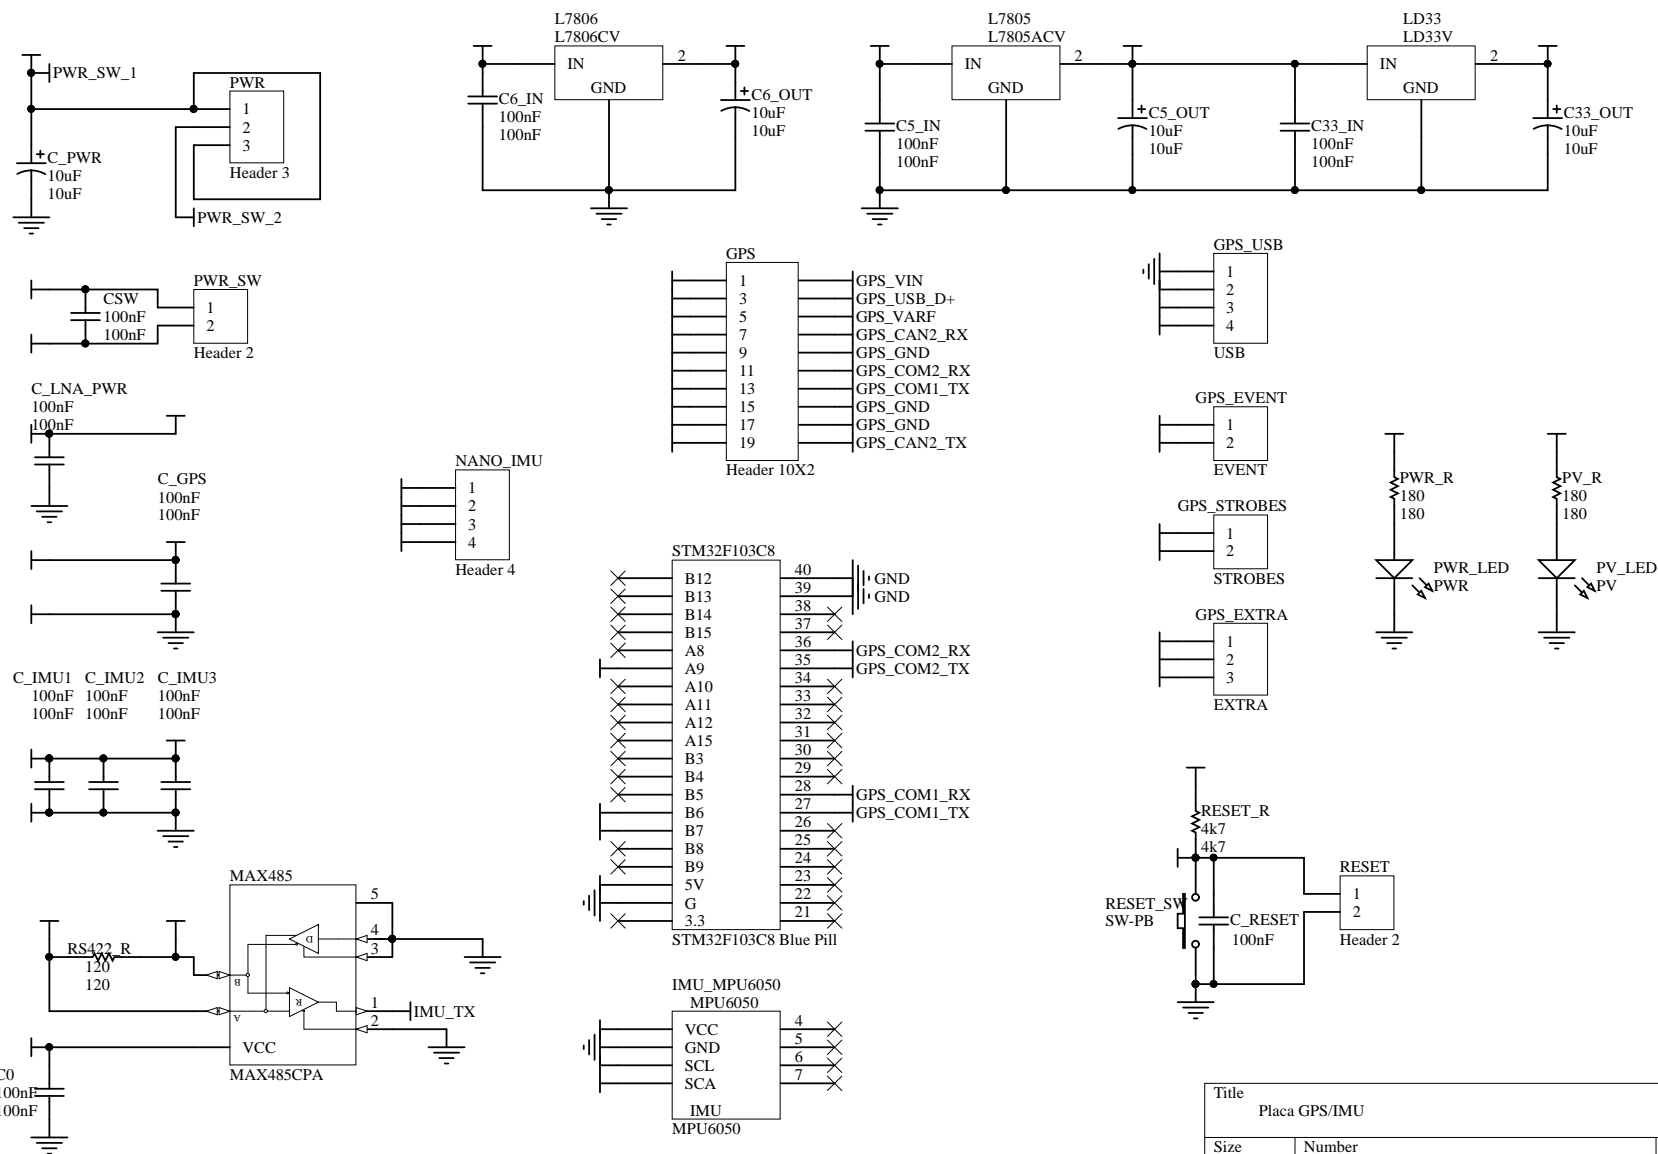 PWR_SW_1
PWR
1
2
3
Header 3
C_PWR
10uF
10uF
PWR_SW_2
L7806
L7806CV
IN
2
GND
C6_IN
100nF
100nF
C6_OUT
10uF
10uF
L7805
L7805ACV
IN
2
GND
C5_IN
100nF
100nF
C5_OUT
10uF
10uF
LD33
LD33V
IN
2
GND
C33_IN
100nF
100nF
C33_OUT
10uF
10uF
PWR_SW
CSW
100nF
100nF
1
2
Header 2
GPS
1 GPS_VIN
3 GPS_USB_D+
5 GPS_VARF
7 GPS_CAN2_RX
9 GPS_GND
11 GPS_COM2_RX
13 GPS_COM1_TX
15 GPS_GND
17 GPS_GND
19 GPS_CAN2_TX
Header 10X2
GPS_USB
1
2
3
4
USB
C_LNA_PWR
100nF
100nF
C_GPS
100nF
100nF
NANO_IMU
1
2
3
4
Header 4
GPS_EVENT
1
2
EVENT
GPS_STROBES
1
2
STROBES
GPS_EXTRA
1
2
3
EXTRA
PWR_R
180
180
PWR_LED
PWR
PV_R
180
180
PV_LED
PV
C_IMU1 C_IMU2 C_IMU3
100nF 100nF 100nF
100nF 100nF 100nF
STM32F103C8
B12 40 GND
B13 39 GND
B14 38
B15 37
A8 36 GPS_COM2_RX
A9 35 GPS_COM2_TX
A10 34
A11 33
A12 32
A15 31
B3 30
B4 29
B5 28 GPS_COM1_RX
B6 27 GPS_COM1_TX
B7 26
B8 25
B9 24
5V 23
G 22
3.3 21
STM32F103C8 Blue Pill
RESET_R
4k7
4k7
RESET_SW
SW-PB
C_RESET
100nF
RESET
1
2
Header 2
MAX485
5
D 4
3
B
R
A
1 IMU_TX
2
VCC
MAX485CPA
RS422_R
120
120
C0
100nF
100nF
IMU_MPU6050
MPU6050
VCC 4
GND 5
SCL 6
SCA 7
IMU
MPU6050
Title
Placa GPS/IMU
Size Number